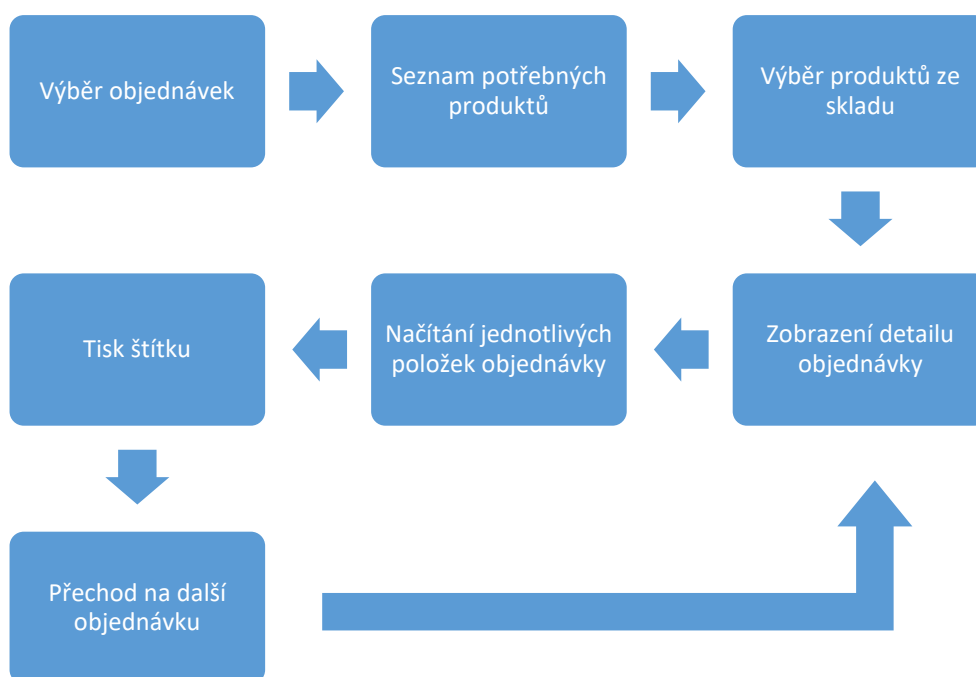 Výběr objednávek
Seznam potřebných
produktů
Výběr produktů ze
skladu
Zobrazení detailu
objednávky
Načítání jednotlivých
položek objednávky
Tisk štítku
Přechod na další
objednávku